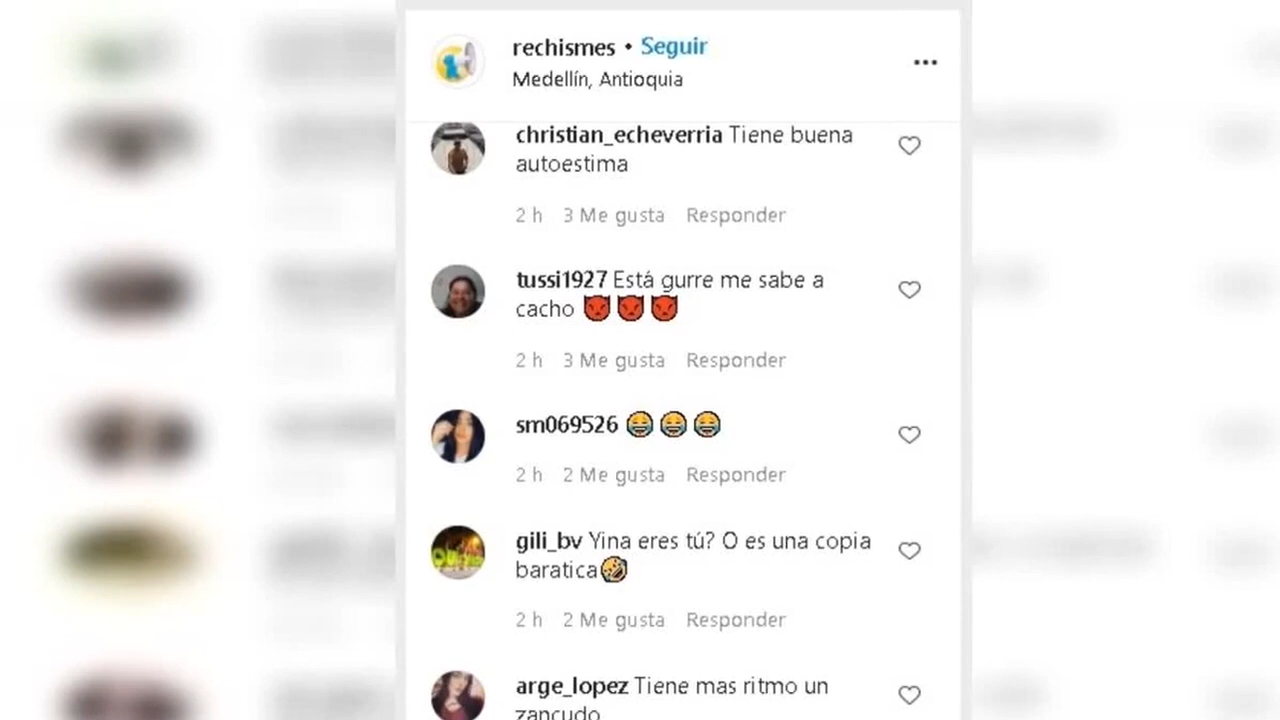 rechismes • Seguir
Medellín, Antioquia
christian_echeverria Tiene buena
autoestima
2 h 3 Me gusta Responder
tussi1927 Está gurre me sabe a
cacho 😡😡😡
2 h 3 Me gusta Responder
sm069526 😂😂😂
2 h 2 Me gusta Responder
gili_bv Yina eres tú? O es una copia
baratica🤣
2 h 2 Me gusta Responder
arge_lopez Tiene mas ritmo un
zancudo